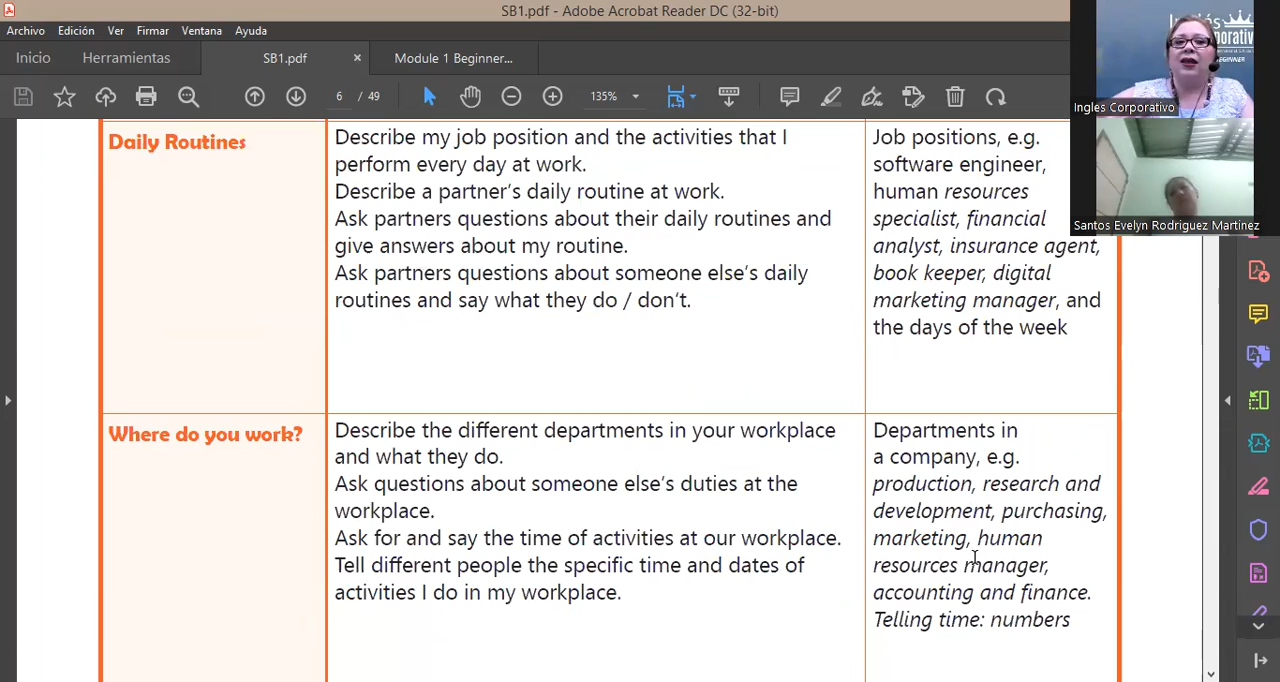 SB1.pdf - Adobe Acrobat Reader DC (32-bit)
Archivo Edición Ver Firmar Ventana Ayuda
Inicio Herramientas SB1.pdf × Module 1 Beginner...
6 / 49 135%
Daily Routines
Describe my job position and the activities that I
perform every day at work.
Describe a partner's daily routine at work.
Ask partners questions about their daily routines and
give answers about my routine.
Ask partners questions about someone else's daily
routines and say what they do / don't.
Job positions, e.g.
software engineer,
human resources
specialist, financial
analyst, insurance agent,
book keeper, digital
marketing manager, and
the days of the week
Where do you work?
Describe the different departments in your workplace
and what they do.
Ask questions about someone else's duties at the
workplace.
Ask for and say the time of activities at our workplace.
Tell different people the specific time and dates of
activities I do in my workplace.
Departments in
a company, e.g.
production, research and
development, purchasing,
marketing, human
resources manager,
accounting and finance.
Telling time: numbers
Ingles Corporativo
Santos Evelyn Rodriguez Martinez